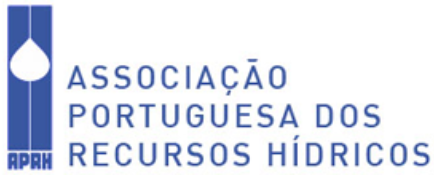 ASSOCIAÇÃO
PORTUGUESA DOS
APRH RECURSOS HÍDRICOS